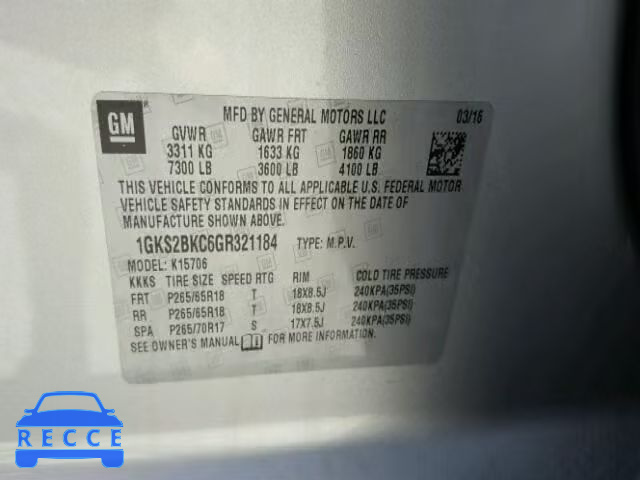 GM
MFD BY GENERAL MOTORS LLC 03/16
GVWR GAWR FRT GAWR RR
3311 KG 1633 KG 1860 KG
7300 LB 3600 LB 4100 LB
THIS VEHICLE CONFORMS TO ALL APPLICABLE U.S. FEDERAL MOTOR
VEHICLE SAFETY STANDARDS IN EFFECT ON THE DATE OF
MANUFACTURE SHOWN ABOVE.
1GKS2BKC6GR321184 TYPE: M.P.V.
MODEL: K15706
KKKS TIRE SIZE SPEED RTG RIM COLD TIRE PRESSURE
FRT P265/65R18 T 18X8.5J 240KPA(35PSI)
RR P265/65R18 T 18X8.5J 240KPA(35PSI)
SPA P265/70R17 S 17X7.5J 240KPA(35PSI)
SEE OWNER'S MANUAL FOR MORE INFORMATION.
RECCE